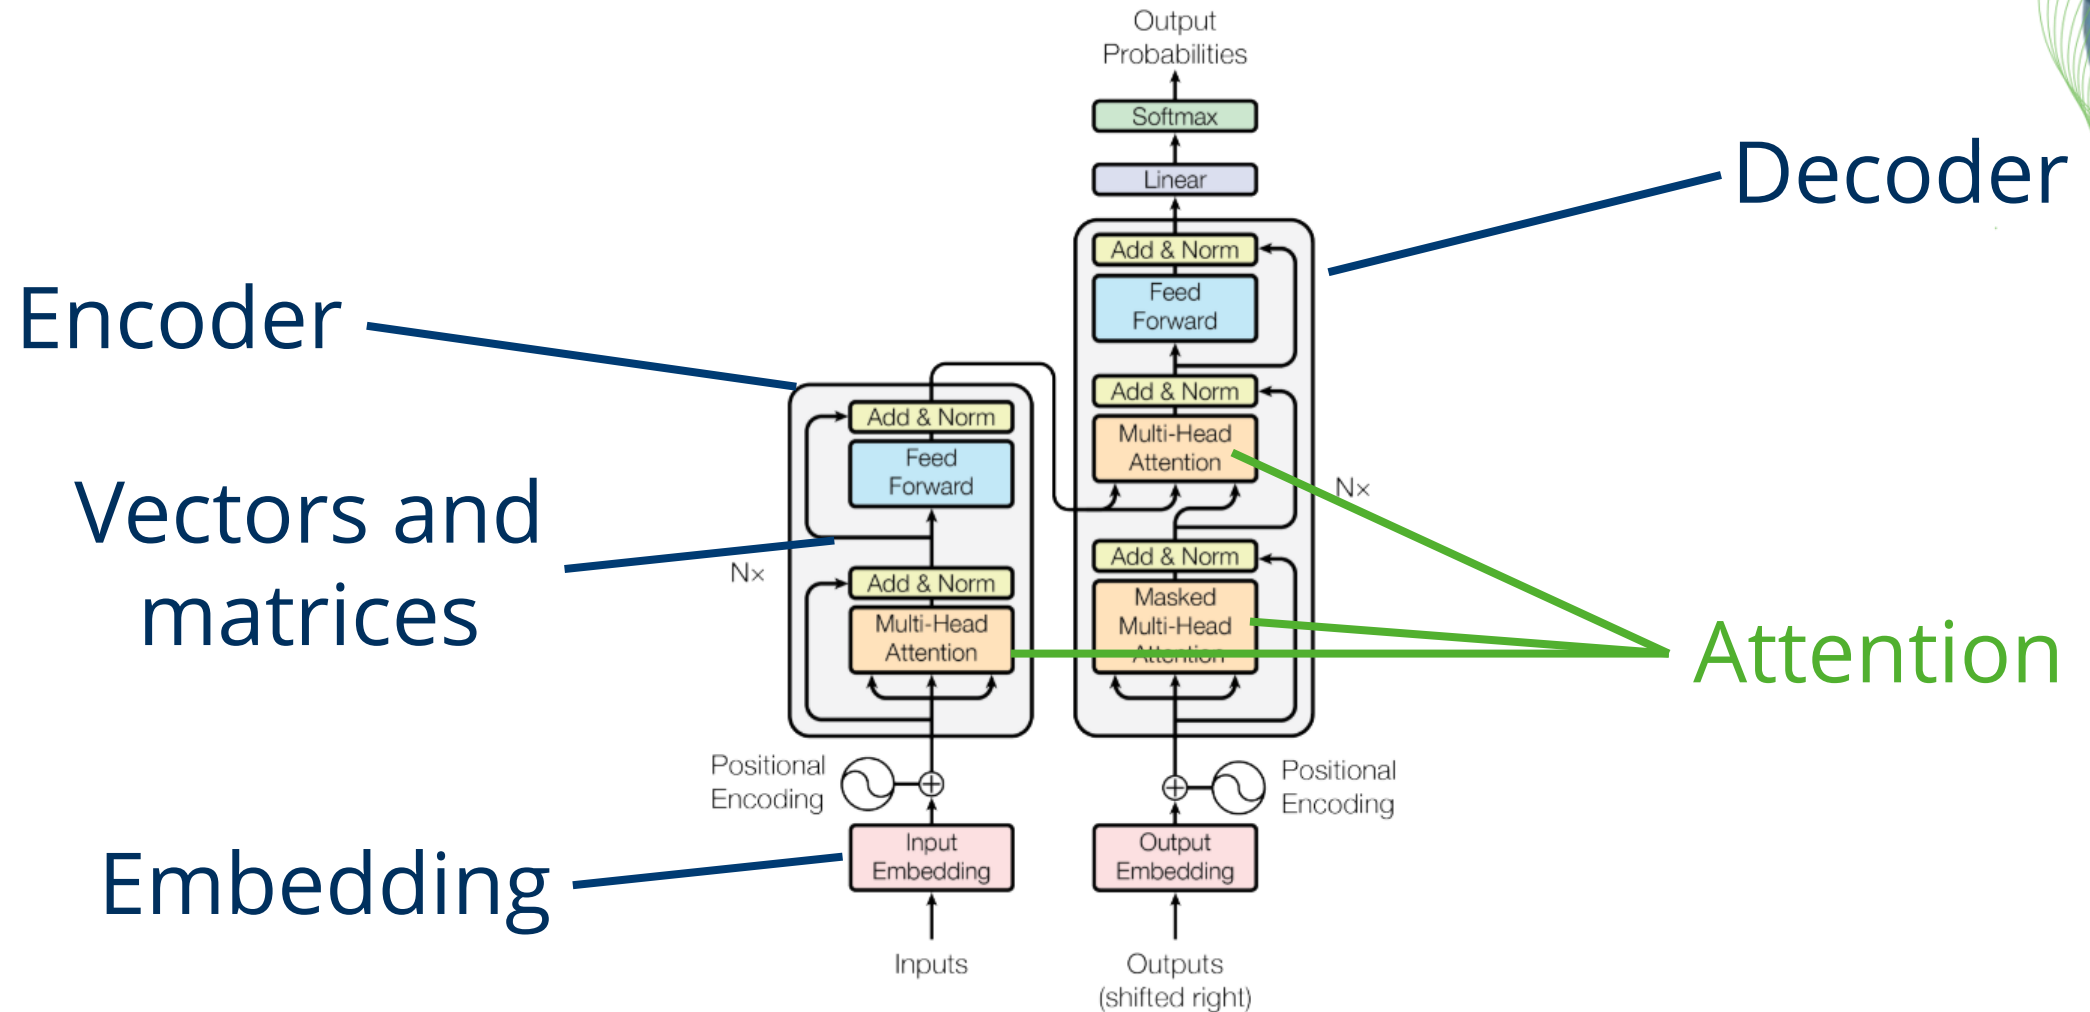 Output
Probabilities
Softmax
Linear
Decoder
Add & Norm
Feed
Forward
Encoder
Add & Norm
Multi-Head
Attention
Nx
Add & Norm
Feed
Forward
Vectors and
matrices
Nx
Add & Norm
Multi-Head
Attention
Add & Norm
Masked
Multi-Head
Attention
Attention
Positional
Encoding
Positional
Encoding
Embedding
Input
Embedding
Output
Embedding
Inputs
Outputs
(shifted right)